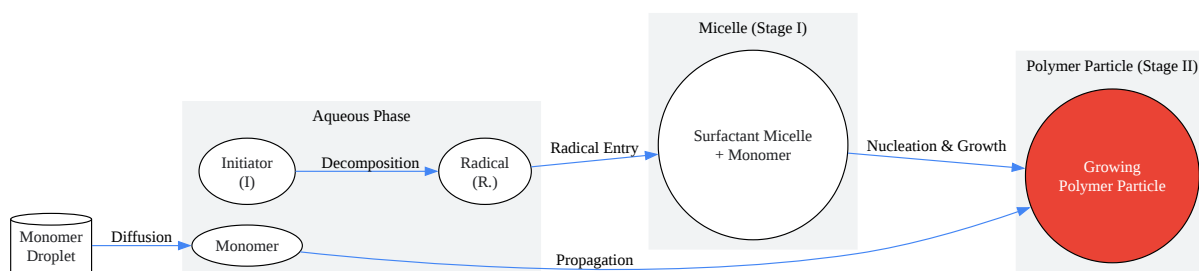 Micelle (Stage I)
Polymer Particle (Stage II)
Aqueous Phase
Initiator
(I)
Decomposition
Radical
(R.)
Radical Entry
Surfactant Micelle
+ Monomer
Nucleation & Growth
Growing
Polymer Particle
Monomer
Droplet
Diffusion
Monomer
Propagation